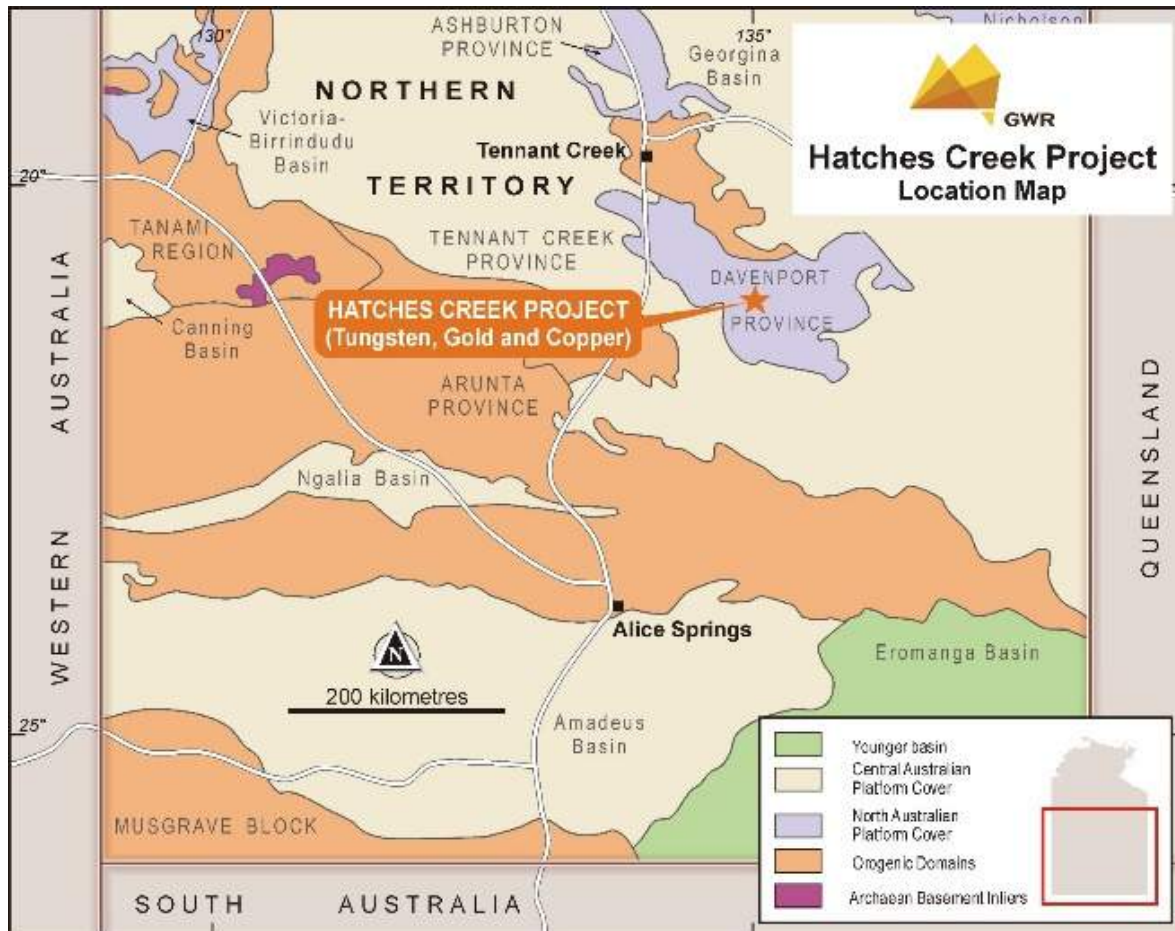 130°
135°
ASHBURTON
PROVINCE
Nicholson
Georgina
Basin
NORTHERN
TERRITORY
Victoria-
Birrindudu
Basin
Tennant Creek
GWR
Hatches Creek Project
Location Map
20°
TANAMI
REGION
TENNANT CREEK
PROVINCE
DAVENPORT
PROVINCE
HATCHES CREEK PROJECT
(Tungsten, Gold and Copper)
Canning
Basin
ARUNTA
PROVINCE
WESTERN AUSTRALIA
QUEENSLAND
Ngalia Basin
Alice Springs
Eromanga Basin
N
200 kilometres
25°
Amadeus
Basin
MUSGRAVE BLOCK
SOUTH AUSTRALIA
Younger basin
Central Australian
Platform Cover
North Australian
Platform Cover
Orogenic Domains
Archaean Basement Inliers